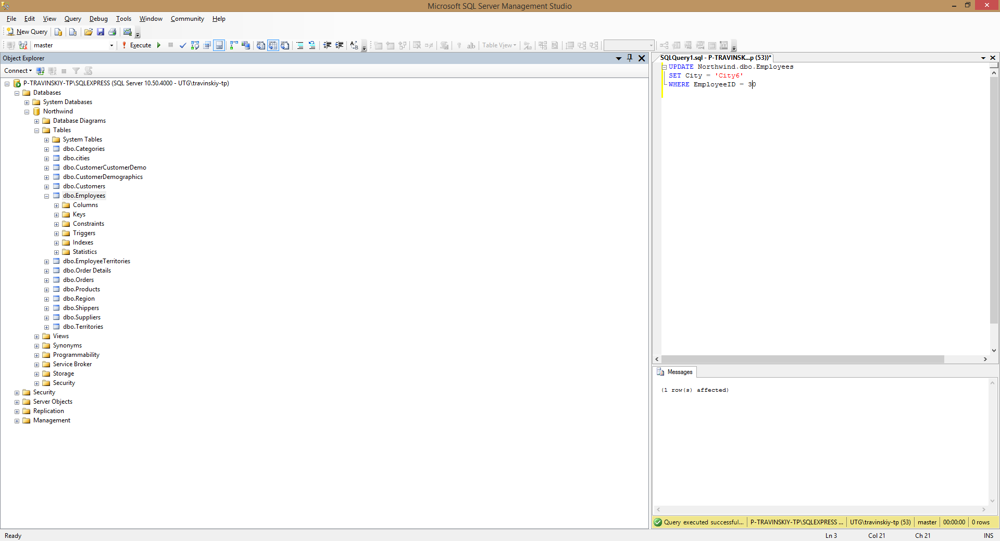 Microsoft SQL Server Management Studio
File Edit View Query Debug Tools Window Community Help
New Query
master Execute Table View
Object Explorer
Connect
P-TRAVINSKIY-TP\SQLEXPRESS (SQL Server 10.50.4000 - UTG\travinskiy-tp)
Databases
System Databases
Northwind
Database Diagrams
Tables
System Tables
dbo.Categories
dbo.cities
dbo.CustomerCustomerDemo
dbo.CustomerDemographics
dbo.Customers
dbo.Employees
Columns
Keys
Constraints
Triggers
Indexes
Statistics
dbo.EmployeeTerritories
dbo.Order Details
dbo.Orders
dbo.Products
dbo.Region
dbo.Shippers
dbo.Suppliers
dbo.Territories
Views
Synonyms
Programmability
Service Broker
Storage
Security
Security
Server Objects
Replication
Management
SQLQuery1.sql - P-TRAVINSK...p (53))*
UPDATE Northwind.dbo.Employees
SET City = 'City6'
WHERE EmployeeID = 30
Messages
(1 row(s) affected)
Query executed successful... P-TRAVINSKIY-TP\SQLEXPRESS ... UTG\travinskiy-tp (53) master 00:00:00 0 rows
Ready Ln 3 Col 21 Ch 21 INS